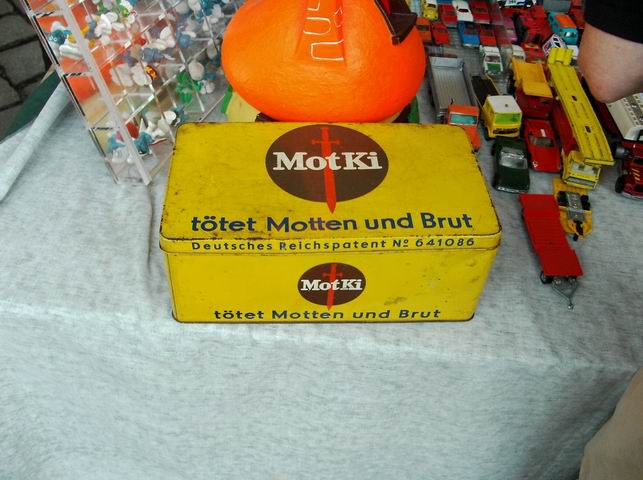 MotKi
tötet Motten und Brut
Deutsches Reichspatent Nº 641086
MotKi
tötet Motten und Brut